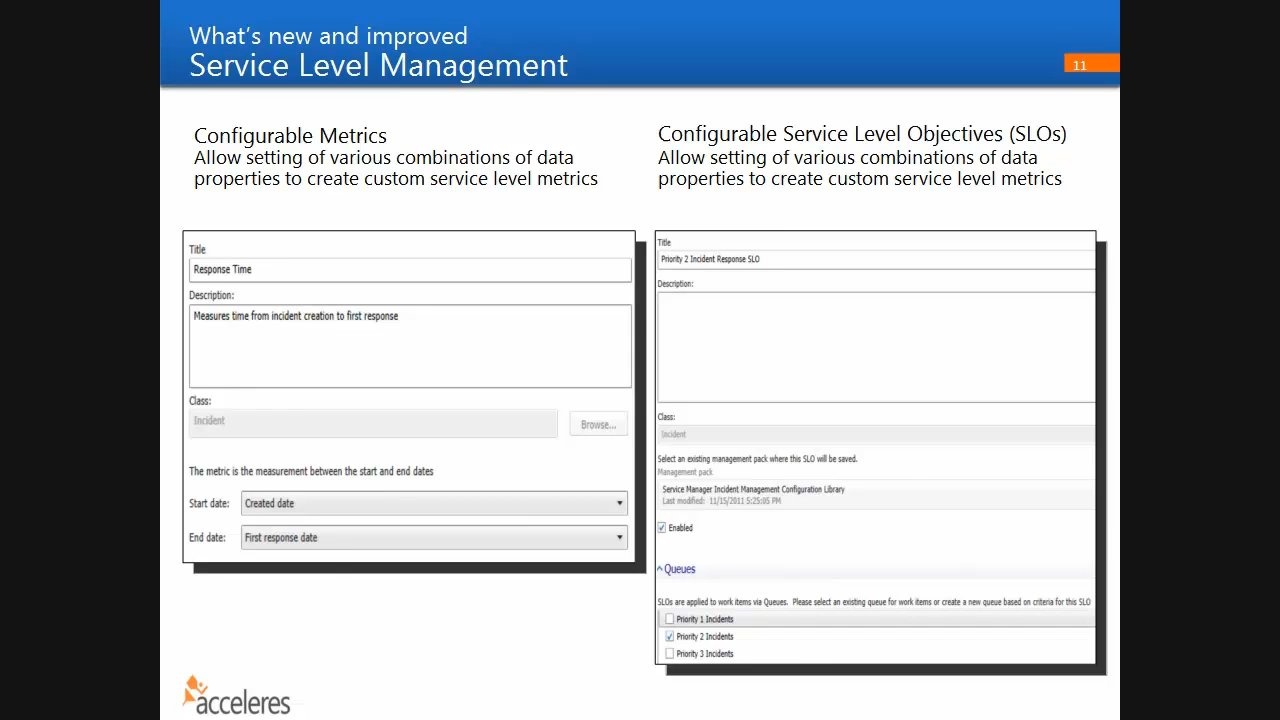 What's new and improved
Service Level Management
11
Configurable Metrics
Allow setting of various combinations of data
properties to create custom service level metrics
Configurable Service Level Objectives (SLOs)
Allow setting of various combinations of data
properties to create custom service level metrics
Title
Response Time
Description:
Measures time from incident creation to first response
Class:
Incident
Browse...
The metric is the measurement between the start and end dates
Start date: Created date
End date: First response date
Title
Priority 2 Incident Response SLO
Description:
Class:
Incident
Select an existing management pack where this SLO will be saved.
Management pack
Service Manager Incident Management Configuration Library
Last modified: 11/15/2011 5:25:05 PM
Enabled
Queues
SLOs are applied to work items via Queues. Please select an existing queue for work items or create a new queue based on criteria for this SLO
Priority 1 Incidents
Priority 2 Incidents
Priority 3 Incidents
acceleres